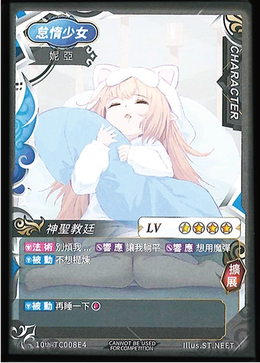 怠惰少女
妮亞
CHARACTER
神聖教廷
LV
法術 別煩我... 響應 讓我躺平 響應 想用魔彈
被動 不想提煉
擴展
被動 再睡一下
10th-TC008E4
CANNOT BE USED
FOR COMPETITION
Illus.ST.NEET